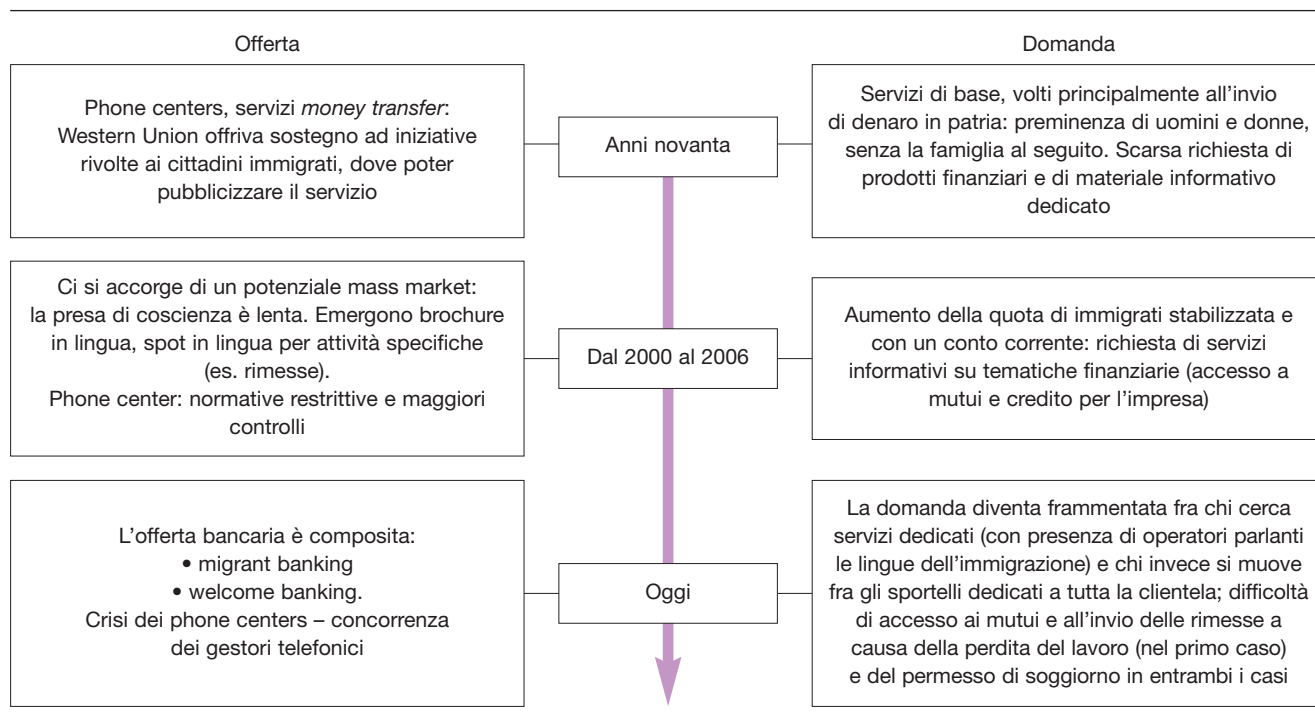 Offerta
Domanda
Phone centers, servizi money transfer:
Western Union offriva sostegno ad iniziative
rivolte ai cittadini immigrati, dove poter
pubblicizzare il servizio
Anni novanta
Servizi di base, volti principalmente all'invio
di denaro in patria: preminenza di uomini e donne,
senza la famiglia al seguito. Scarsa richiesta di
prodotti finanziari e di materiale informativo
dedicato
Ci si accorge di un potenziale mass market:
la presa di coscienza è lenta. Emergono brochure
in lingua, spot in lingua per attività specifiche
(es. rimesse).
Phone center: normative restrittive e maggiori
controlli
Dal 2000 al 2006
Aumento della quota di immigrati stabilizzata e
con un conto corrente: richiesta di servizi
informativi su tematiche finanziarie (accesso a
mutui e credito per l'impresa)
L'offerta bancaria è composita:
• migrant banking
• welcome banking.
Crisi dei phone centers – concorrenza
dei gestori telefonici
Oggi
La domanda diventa frammentata fra chi cerca
servizi dedicati (con presenza di operatori parlanti
le lingue dell'immigrazione) e chi invece si muove
fra gli sportelli dedicati a tutta la clientela; difficoltà
di accesso ai mutui e all'invio delle rimesse a
causa della perdita del lavoro (nel primo caso)
e del permesso di soggiorno in entrambi i casi